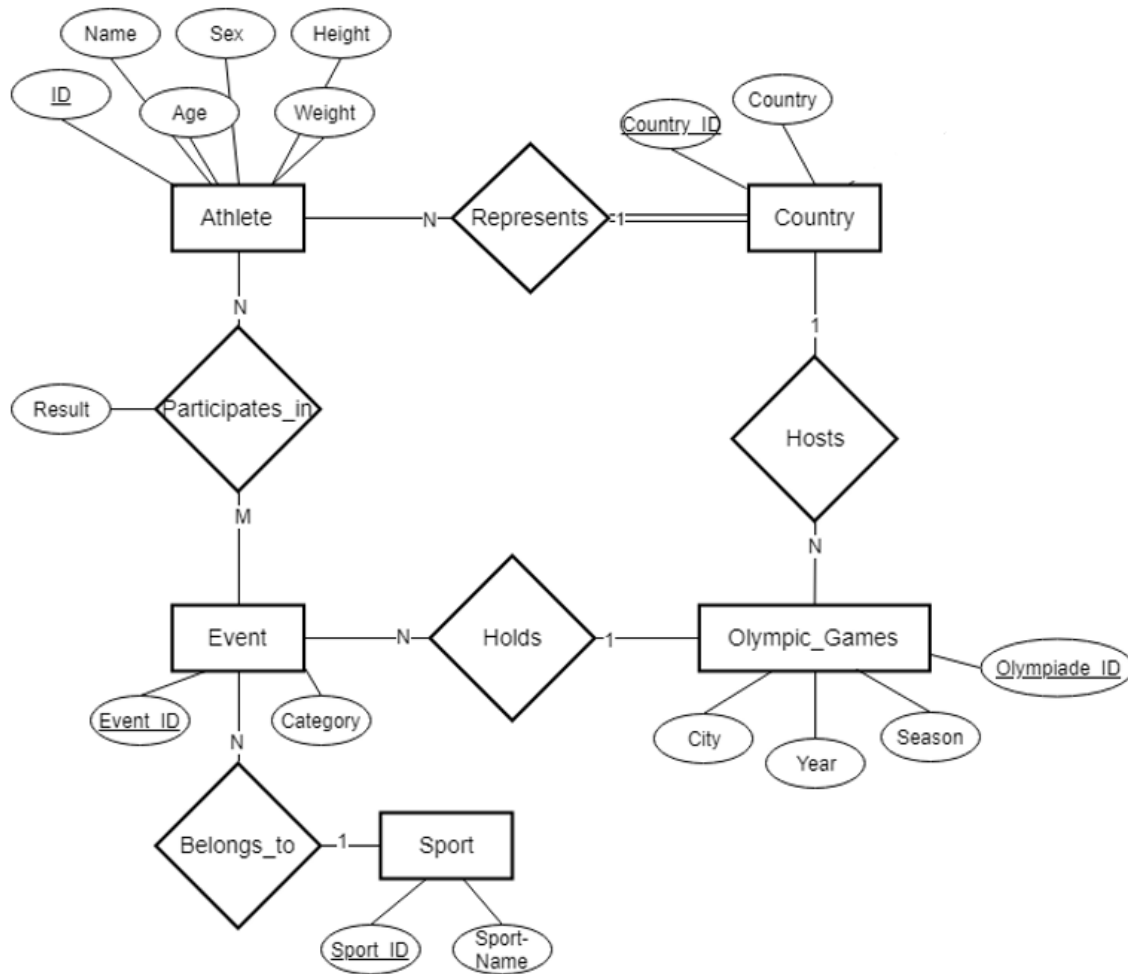 Name
Sex
Height
ID
Age
Weight
Country_ID
Country
Athlete
N
Represents
1
Country
N
1
Result
Participates_in
Hosts
M
N
Event
N
Holds
1
Olympic_Games
Olympiade_ID
Event_ID
Category
City
Year
Season
N
Belongs_to
1
Sport
Sport_ID
Sport-
Name